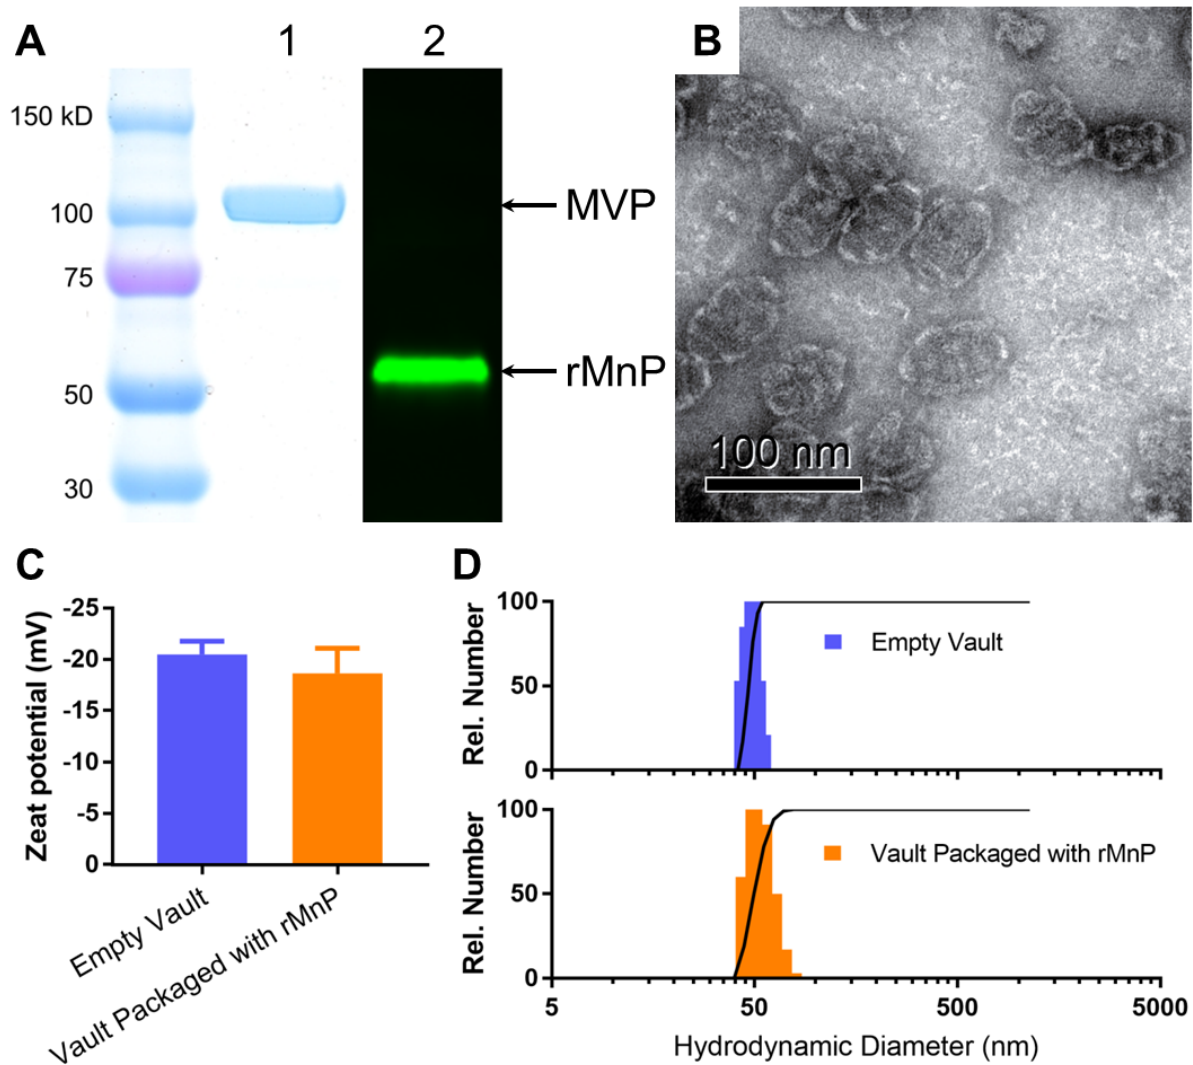 A
1
2
150 kD
100
75
50
30
MVP
rMnP
B
100 nm
C
Zeat potential (mV)
-25
-20
-15
-10
-5
0
Empty Vault
Vault Packaged with rMnP
D
Rel. Number
100
50
0
Empty Vault
Rel. Number
100
50
0
Vault Packaged with rMnP
5
50
500
5000
Hydrodynamic Diameter (nm)